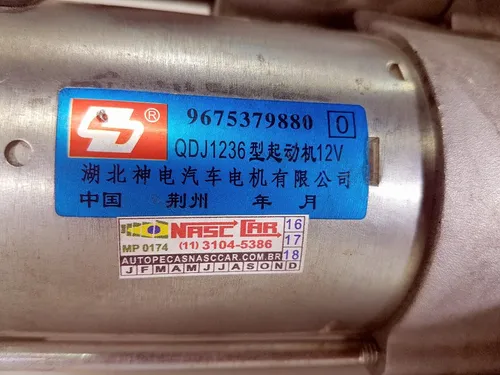 ® 9675379880 0
QDJ1236型起动机12V
湖北神电汽车电机有限公司
中国 荆州 年 月
NASC CAR 16
MP 0174 (11) 3104-5386 17
AUTOPECASNASCCAR.COM.BR 18
J F M A M J J A S O N D